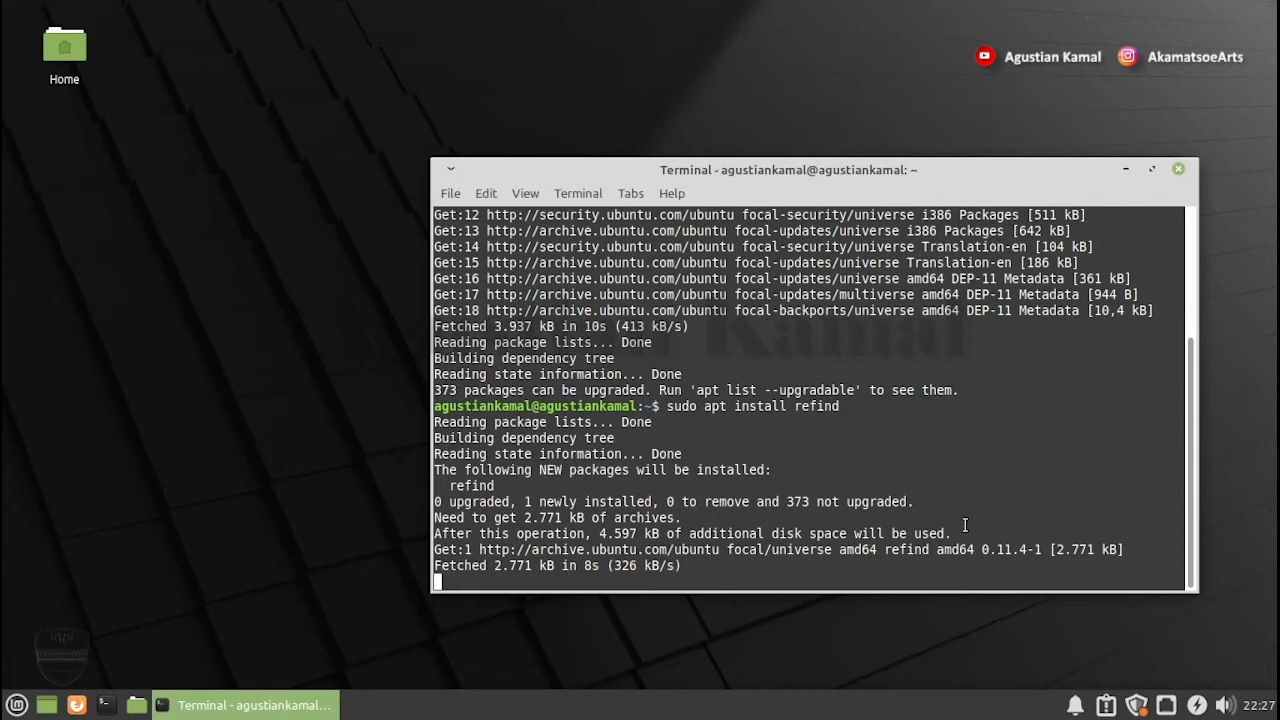 Home
Agustian Kamal
AkamatsoeArts
Terminal - agustiankamal@agustiankamal: ~
File Edit View Terminal Tabs Help
Get:12 http://security.ubuntu.com/ubuntu focal-security/universe i386 Packages [511 kB]
Get:13 http://archive.ubuntu.com/ubuntu focal-updates/universe i386 Packages [642 kB]
Get:14 http://security.ubuntu.com/ubuntu focal-security/universe Translation-en [104 kB]
Get:15 http://archive.ubuntu.com/ubuntu focal-updates/universe Translation-en [186 kB]
Get:16 http://archive.ubuntu.com/ubuntu focal-updates/universe amd64 DEP-11 Metadata [361 kB]
Get:17 http://archive.ubuntu.com/ubuntu focal-updates/multiverse amd64 DEP-11 Metadata [944 B]
Get:18 http://archive.ubuntu.com/ubuntu focal-backports/universe amd64 DEP-11 Metadata [10,4 kB]
Fetched 3.937 kB in 10s (413 kB/s)
Reading package lists... Done
Building dependency tree
Reading state information... Done
373 packages can be upgraded. Run 'apt list --upgradable' to see them.
agustiankamal@agustiankamal:~$ sudo apt install refind
Reading package lists... Done
Building dependency tree
Reading state information... Done
The following NEW packages will be installed:
refind
0 upgraded, 1 newly installed, 0 to remove and 373 not upgraded.
Need to get 2.771 kB of archives.
After this operation, 4.597 kB of additional disk space will be used.
Get:1 http://archive.ubuntu.com/ubuntu focal/universe amd64 refind amd64 0.11.4-1 [2.771 kB]
Fetched 2.771 kB in 8s (326 kB/s)
Terminal - agustiankamal...
22:27